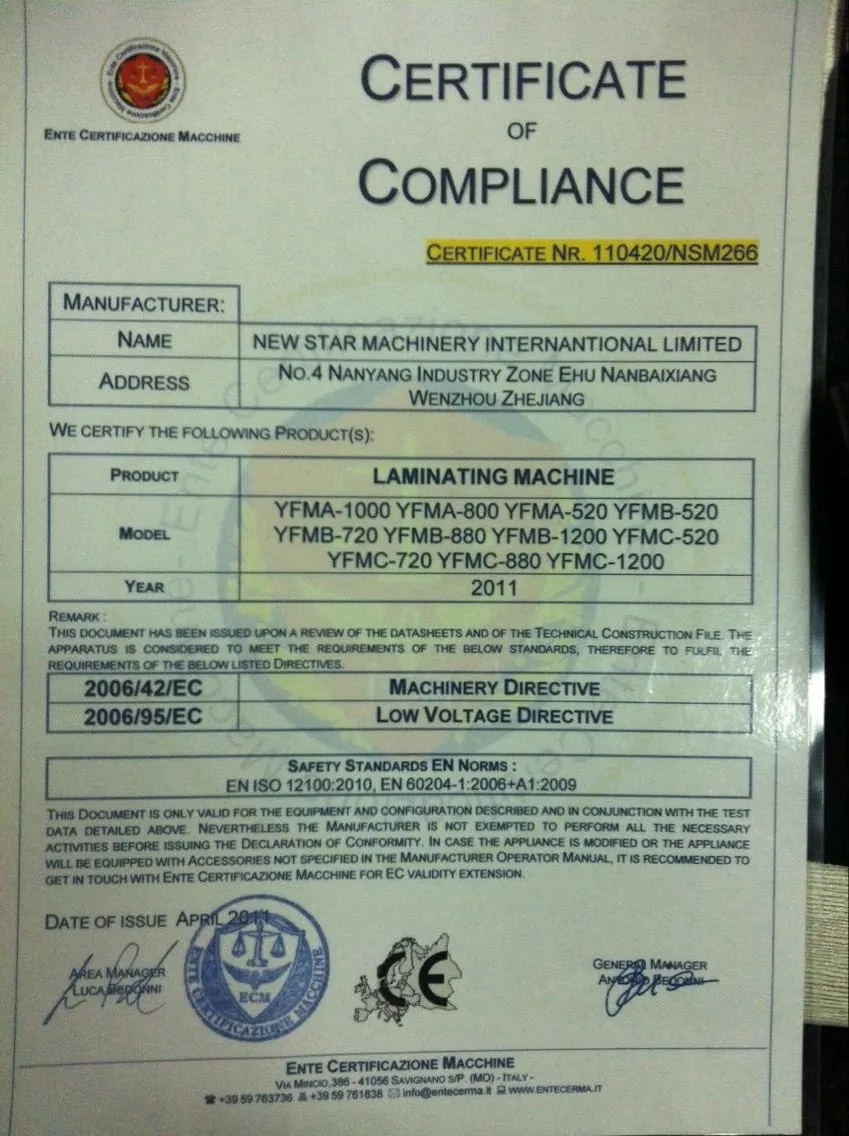 ENTE CERTIFICAZIONE MACCHINE
CERTIFICATE
OF
COMPLIANCE
CERTIFICATE NR. 110420/NSM266
MANUFACTURER:
NAME NEW STAR MACHINERY INTERNANTIONAL LIMITED
ADDRESS NO.4 NANYANG INDUSTRY ZONE EHU NANBAIXIANG
WENZHOU ZHEJIANG
WE CERTIFY THE FOLLOWING PRODUCT(S):
PRODUCT LAMINATING MACHINE
MODEL YFMA-1000 YFMA-800 YFMA-520 YFMB-520
YFMB-720 YFMB-880 YFMB-1200 YFMC-520
YFMC-720 YFMC-880 YFMC-1200
YEAR 2011
REMARK :
THIS DOCUMENT HAS BEEN ISSUED UPON A REVIEW OF THE DATASHEETS AND OF THE TECHNICAL CONSTRUCTION FILE. THE
APPARATUS IS CONSIDERED TO MEET THE REQUIREMENTS OF THE BELOW STANDARDS, THEREFORE TO FULFIL THE
REQUIREMENTS OF THE BELOW LISTED DIRECTIVES.
2006/42/EC MACHINERY DIRECTIVE
2006/95/EC LOW VOLTAGE DIRECTIVE
SAFETY STANDARDS EN NORMS :
EN ISO 12100:2010, EN 60204-1:2006+A1:2009
THIS DOCUMENT IS ONLY VALID FOR THE EQUIPMENT AND CONFIGURATION DESCRIBED AND IN CONJUNCTION WITH THE TEST
DATA DETAILED ABOVE. NEVERTHELESS THE MANUFACTURER IS NOT EXEMPTED TO PERFORM ALL THE NECESSARY
ACTIVITIES BEFORE ISSUING THE DECLARATION OF CONFORMITY. IN CASE THE APPLIANCE IS MODIFIED OR THE APPLIANCE
WILL BE EQUIPPED WITH ACCESSORIES NOT SPECIFIED IN THE MANUFACTURER OPERATOR MANUAL, IT IS RECOMMENDED TO
GET IN TOUCH WITH ENTE CERTIFICAZIONE MACCHINE FOR EC VALIDITY EXTENSION.
DATE OF ISSUE APRIL 2011
AREA MANAGER
LUCA BEDONNI
ECM
ENTE CERTIFICAZIONE MACCHINE
CE
GENERAL MANAGER
ANTONIO BEDONNI
ENTE CERTIFICAZIONE MACCHINE
VIA MINCIO,386 - 41056 SAVIGNANO S/P. (MO) - ITALY -
+39 59 763736 +39 59 761638 info@entecerma.it WWW.ENTECERMA.IT